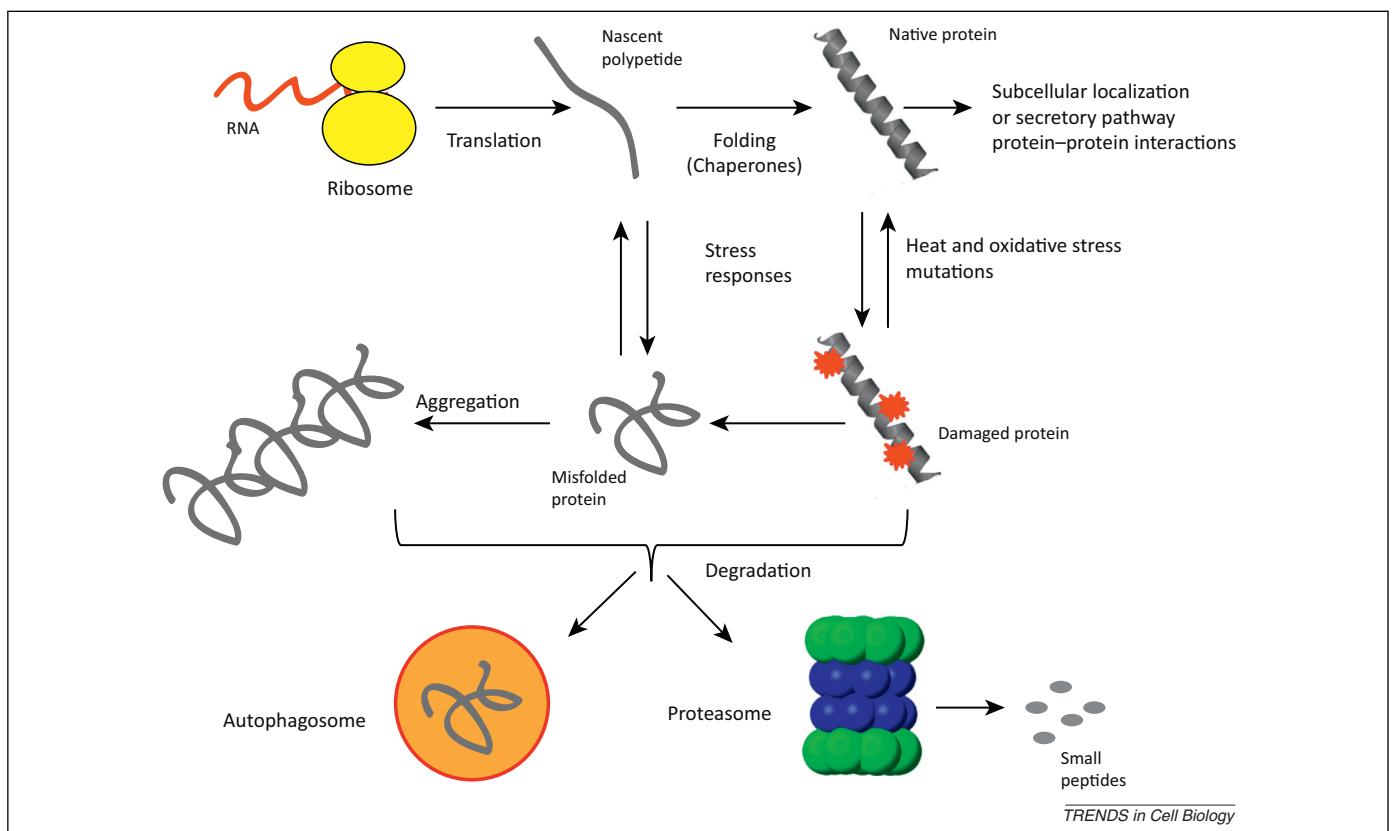 Nascent
polypetide
Native protein
RNA
Ribosome
Translation
Folding
(Chaperones)
Subcellular localization
or secretory pathway
protein–protein interactions
Stress
responses
Heat and oxidative stress
mutations
Aggregation
Misfolded
protein
Damaged protein
Degradation
Autophagosome
Proteasome
Small
peptides
TRENDS in Cell Biology